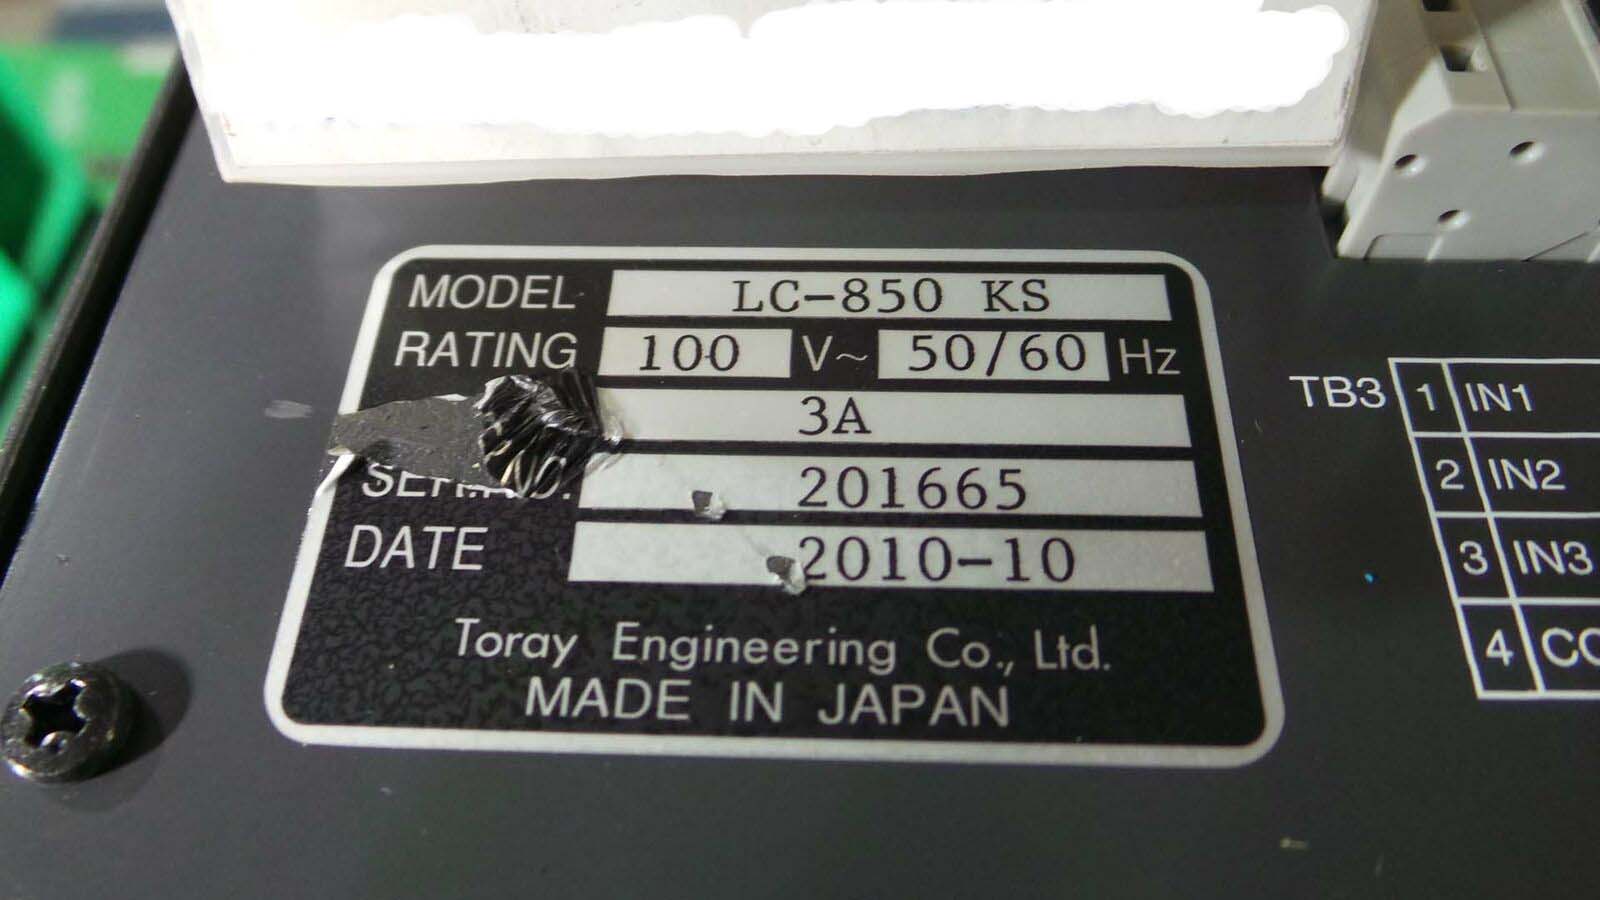 MODEL LC-850 KS
RATING 100 V~ 50/60 Hz
3A
201665
DATE 2010-10
Toray Engineering Co., Ltd.
MADE IN JAPAN
TB3 1 IN1
2 IN2
3 IN3
4